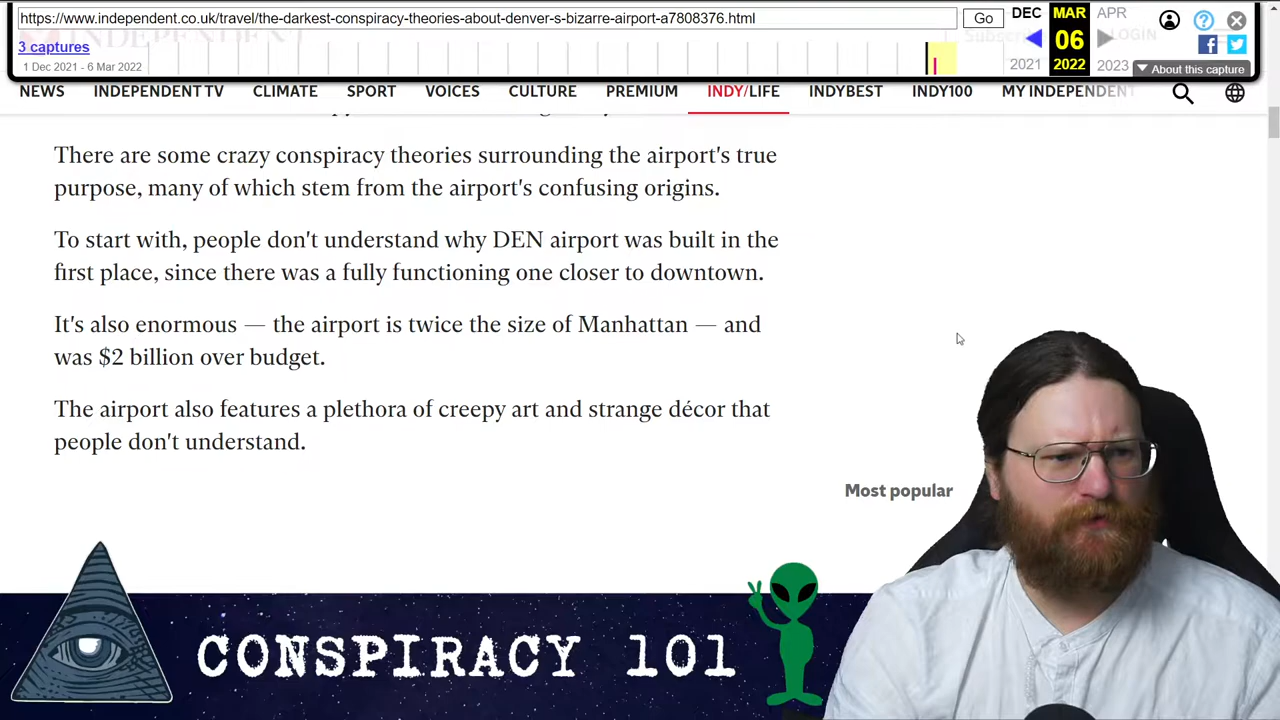 https://www.independent.co.uk/travel/the-darkest-conspiracy-theories-about-denver-s-bizarre-airport-a7808376.html
Go
DEC
MAR
APR
3 captures
06
LOGIN
1 Dec 2021 - 6 Mar 2022
2021
2022
2023
About this capture
NEWS
INDEPENDENT TV
CLIMATE
SPORT
VOICES
CULTURE
PREMIUM
INDY/LIFE
INDYBEST
INDY100
MY INDEPENDENT
There are some crazy conspiracy theories surrounding the airport's true
purpose, many of which stem from the airport's confusing origins.
To start with, people don't understand why DEN airport was built in the
first place, since there was a fully functioning one closer to downtown.
It's also enormous — the airport is twice the size of Manhattan — and
was $2 billion over budget.
The airport also features a plethora of creepy art and strange décor that
people don't understand.
Most popular
CONSPIRACY 101